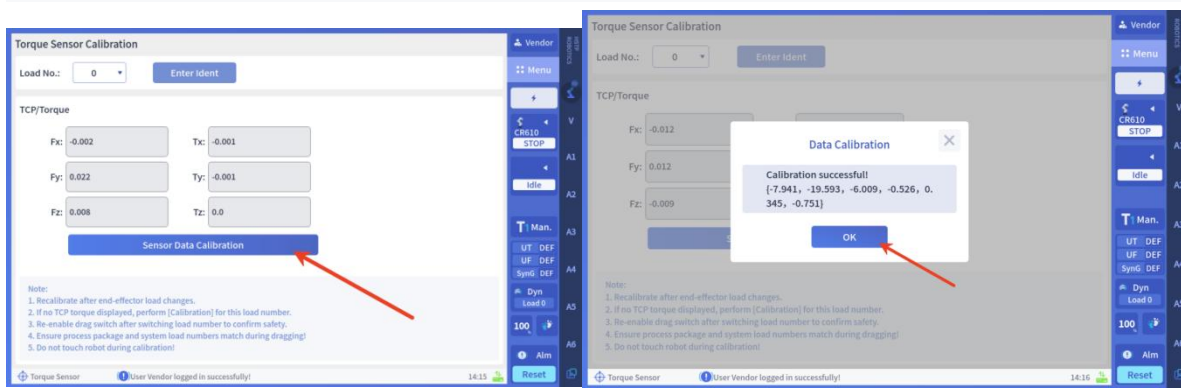 Torque Sensor Calibration
Load No.: 0 Enter Ident
TCP/Torque
Fx: -0.002 Tx: -0.001
Fy: 0.022 Ty: -0.001
Fz: 0.008 Tz: 0.0
Sensor Data Calibration
Note:
1. Recalibrate after end-effector load changes.
2. If no TCP torque displayed, perform [Calibration] for this load number.
3. Re-enable drag switch after switching load number to confirm safety.
4. Ensure process package and system load numbers match during dragging!
5. Do not touch robot during calibration!
Torque Sensor User Vendor logged in successfully! 14:15
Vendor
Menu
CR610
STOP
Idle
T1 Man.
UT DEF
UF DEF
SynG DEF
Dyn
Load 0
100
Alm
Reset
ROBOTICS
V
A1
A2
A3
A4
A5
A6
Torque Sensor Calibration
Load No.: 0 Enter Ident
TCP/Torque
Fx: -0.012
Fy: 0.012
Fz: -0.009
S
Data Calibration
Calibration successful!
{-7.941, -19.593, -6.009, -0.526, 0.
345, -0.751}
OK
Note:
1. Recalibrate after end-effector load changes.
2. If no TCP torque displayed, perform [Calibration] for this load number.
3. Re-enable drag switch after switching load number to confirm safety.
4. Ensure process package and system load numbers match during dragging!
5. Do not touch robot during calibration!
Torque Sensor User Vendor logged in successfully! 14:16
Vendor
Menu
CR610
STOP
Idle
T1 Man.
UT DEF
UF DEF
SynG DEF
Dyn
Load 0
100
Alm
Reset